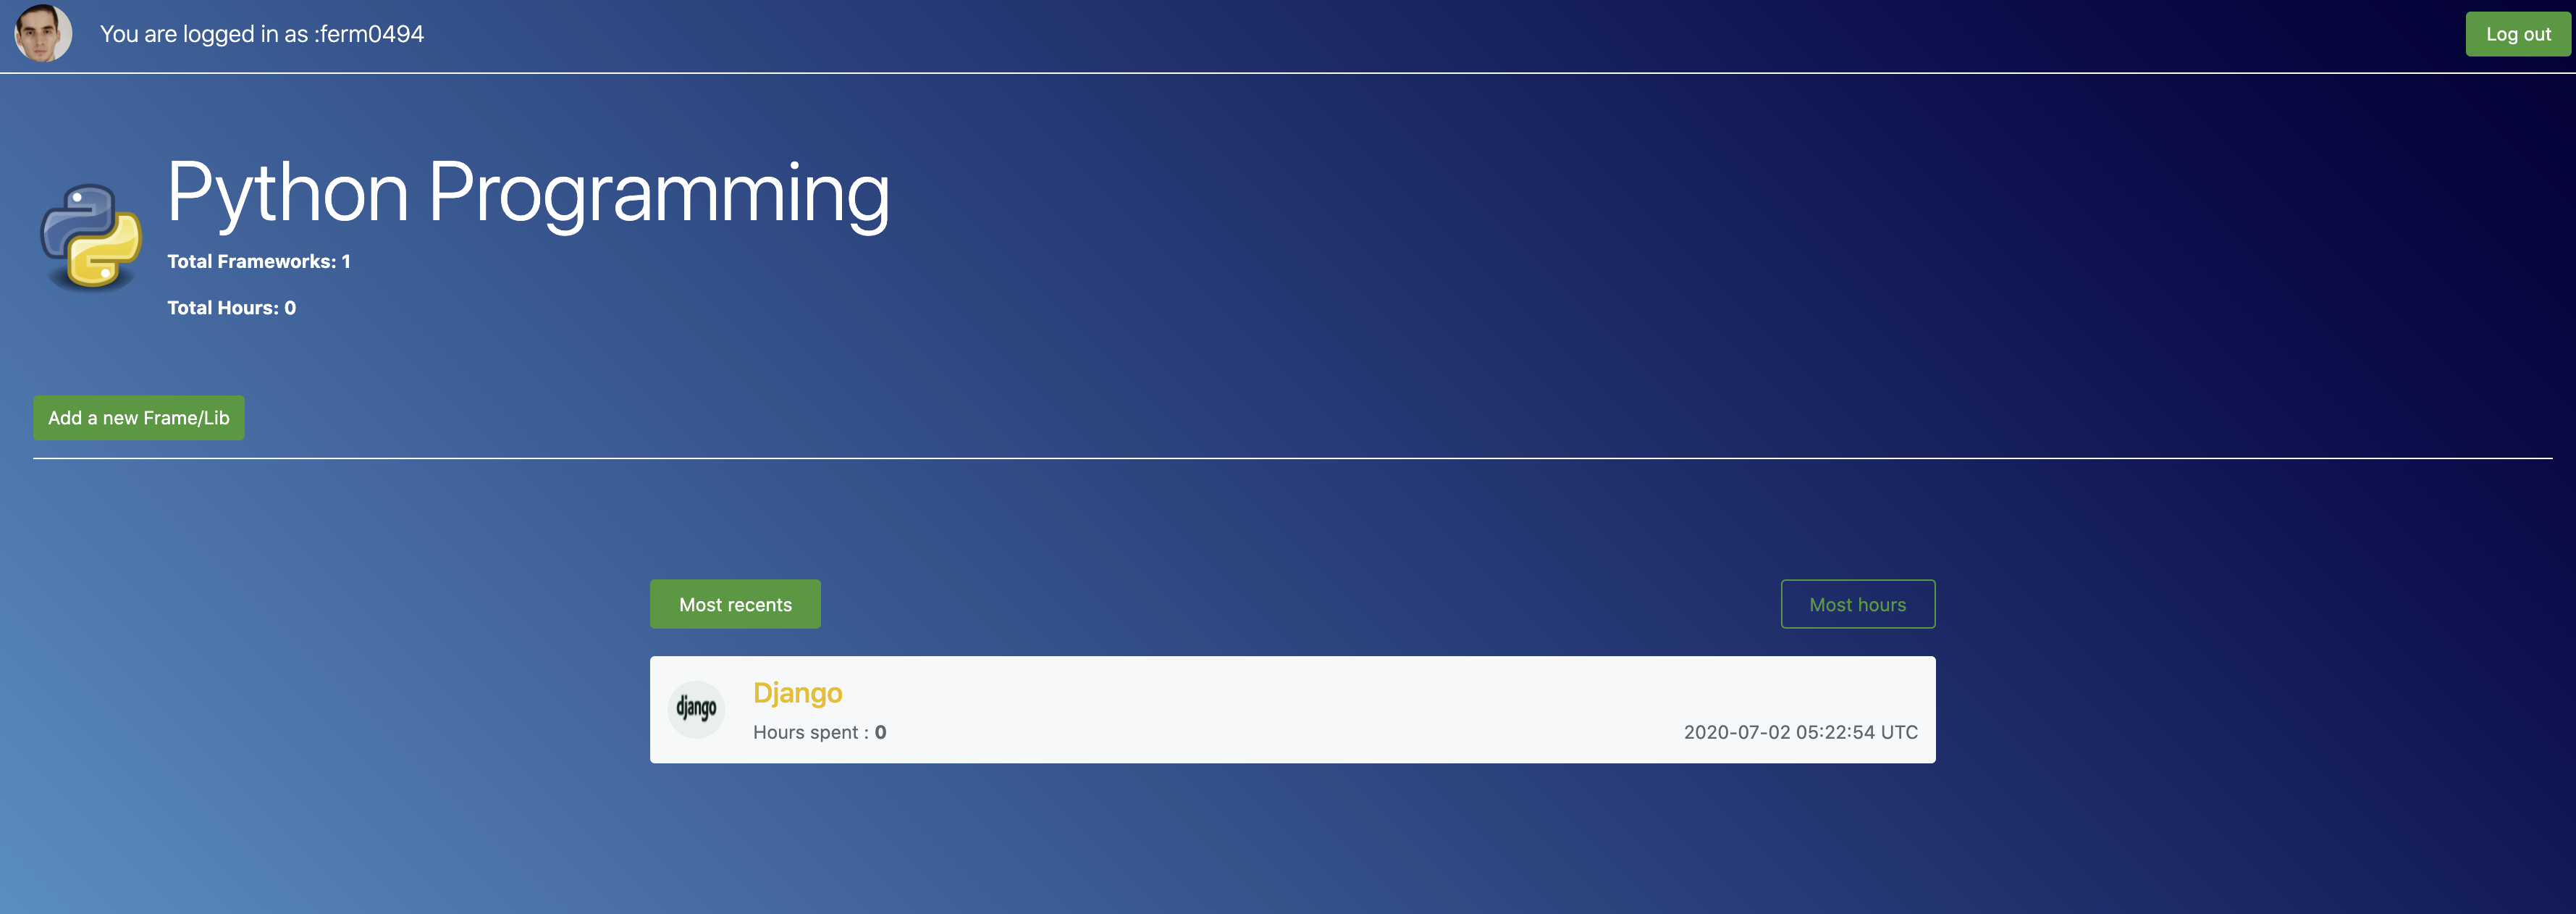 You are logged in as :ferm0494
Log out
Python Programming
Total Frameworks: 1
Total Hours: 0
Add a new Frame/Lib
Most recents
Most hours
django
Django
Hours spent : 0
2020-07-02 05:22:54 UTC